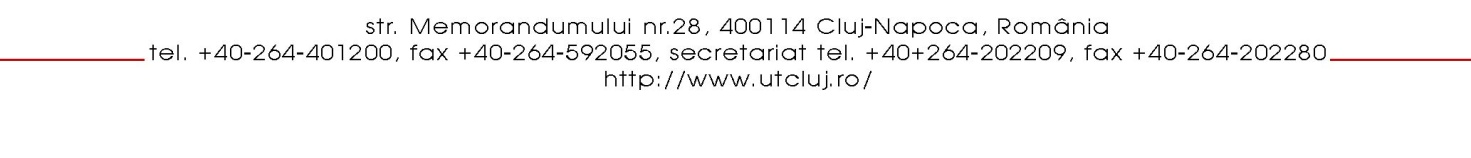 str. Memorandumului nr.28, 400114 Cluj-Napoca, România
tel. +40-264-401200, fax +40-264-592055, secretariat tel. +40+264-202209, fax +40-264-202280
http://www.utcluj.ro/